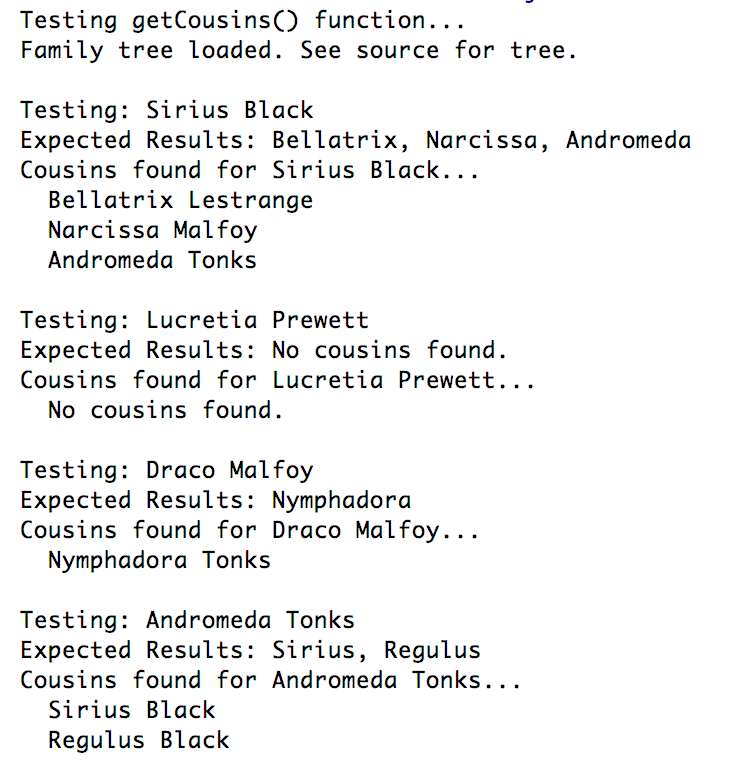 Testing getCousins() function...
Family tree loaded. See source for tree.
Testing: Sirius Black
Expected Results: Bellatrix, Narcissa, Andromeda
Cousins found for Sirius Black...
Bellatrix Lestrange
Narcissa Malfoy
Andromeda Tonks
Testing: Lucretia Prewett
Expected Results: No cousins found.
Cousins found for Lucretia Prewett...
No cousins found.
Testing: Draco Malfoy
Expected Results: Nymphadora
Cousins found for Draco Malfoy...
Nymphadora Tonks
Testing: Andromeda Tonks
Expected Results: Sirius, Regulus
Cousins found for Andromeda Tonks...
Sirius Black
Regulus Black